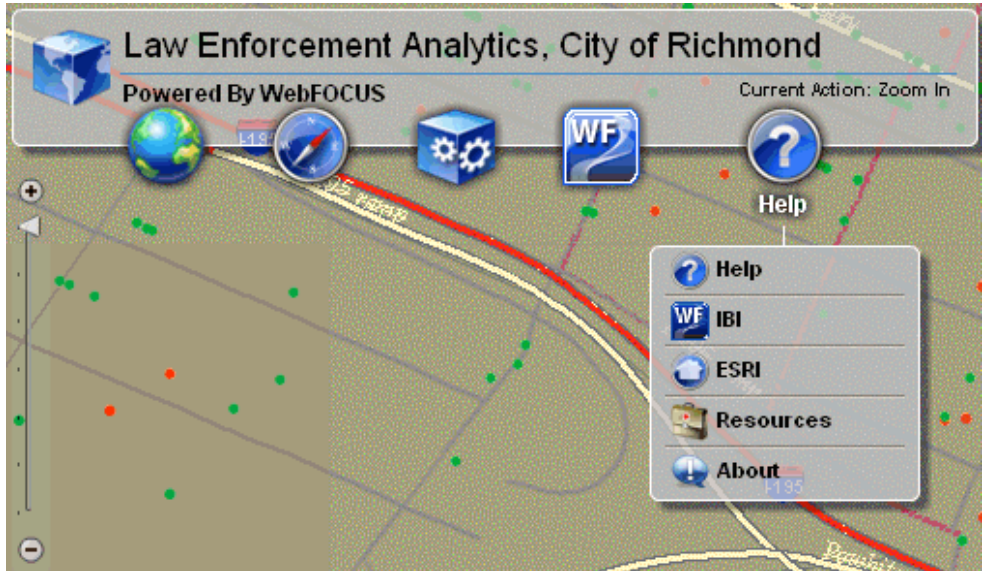 Law Enforcement Analytics, City of Richmond
Powered By WebFOCUS
Current Action: Zoom In
WF
Help
Help
WF IBI
ESRI
Resources
About
I-195